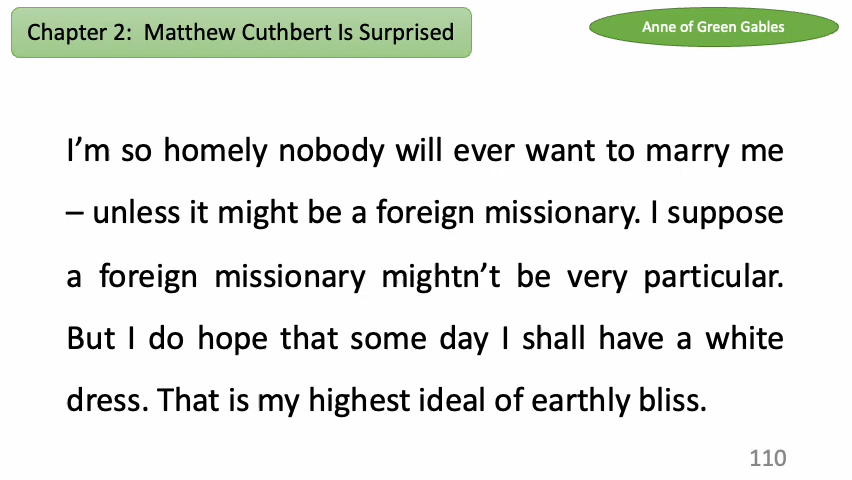 Chapter 2:  Matthew Cuthbert Is Surprised
Anne of Green Gables
I’m so homely nobody will ever want to marry me
– unless it might be a foreign missionary. I suppose
a foreign missionary mightn’t be very particular.
But I do hope that some day I shall have a white
dress. That is my highest ideal of earthly bliss.
110